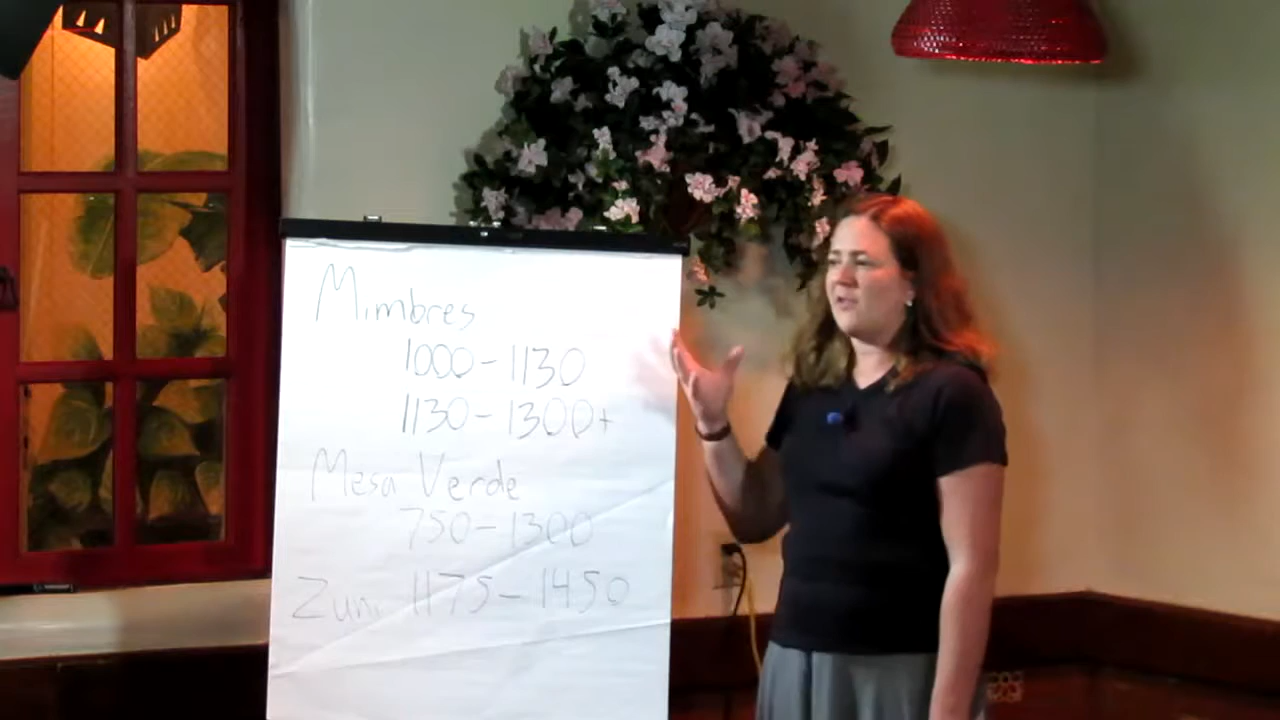 Mimbres
1000-1130
1130-1300+
Mesa Verde
750-1300
Zuni 1175-1450